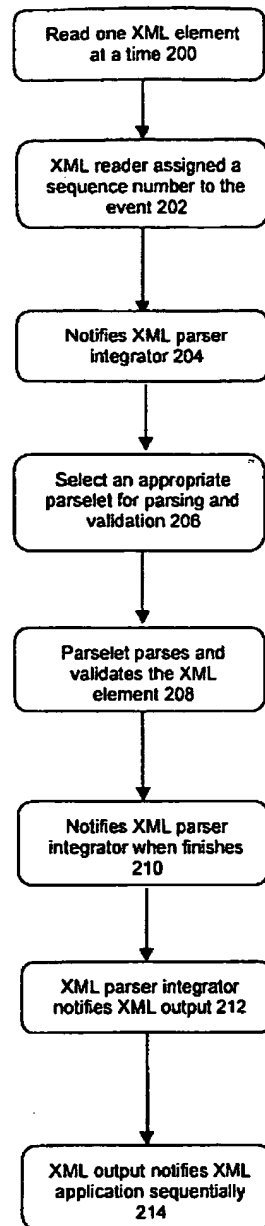 Read one XML element
at a time 200
XML reader assigned a
sequence number to the
event 202
Notifies XML parser
integrator 204
Select an appropriate
parselet for parsing and
validation 206
Parselet parses and
validates the XML
element 208
Notifies XML parser
integrator when finishes
210
XML parser integrator
notifies XML output 212
XML output notifies XML
application sequentially
214